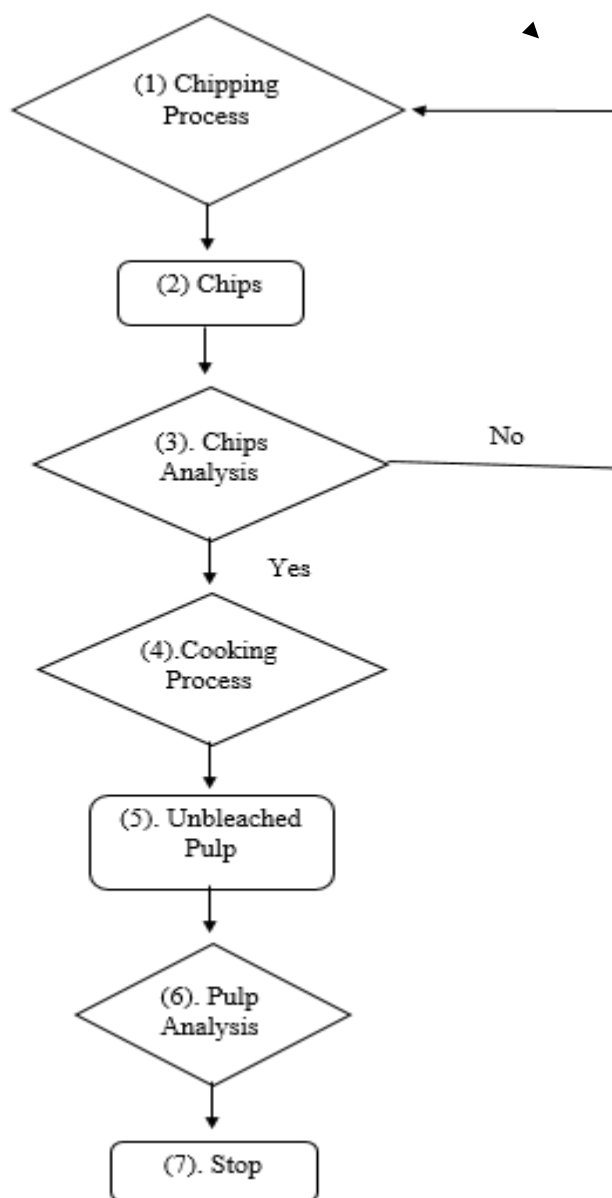 (1) Chipping
Process
(2) Chips
(3). Chips
Analysis
No
Yes
(4).Cooking
Process
(5). Unbleached
Pulp
(6). Pulp
Analysis
(7). Stop